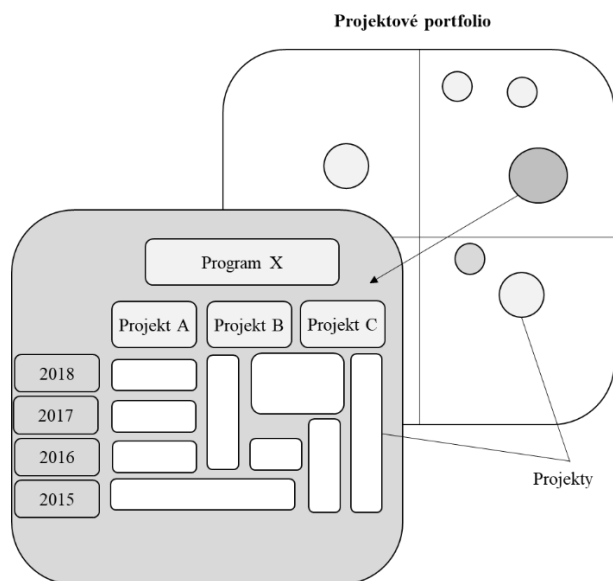 Projektové portfolio
Program X
Projekt A
Projekt B
Projekt C
2018
2017
2016
2015
Projekty